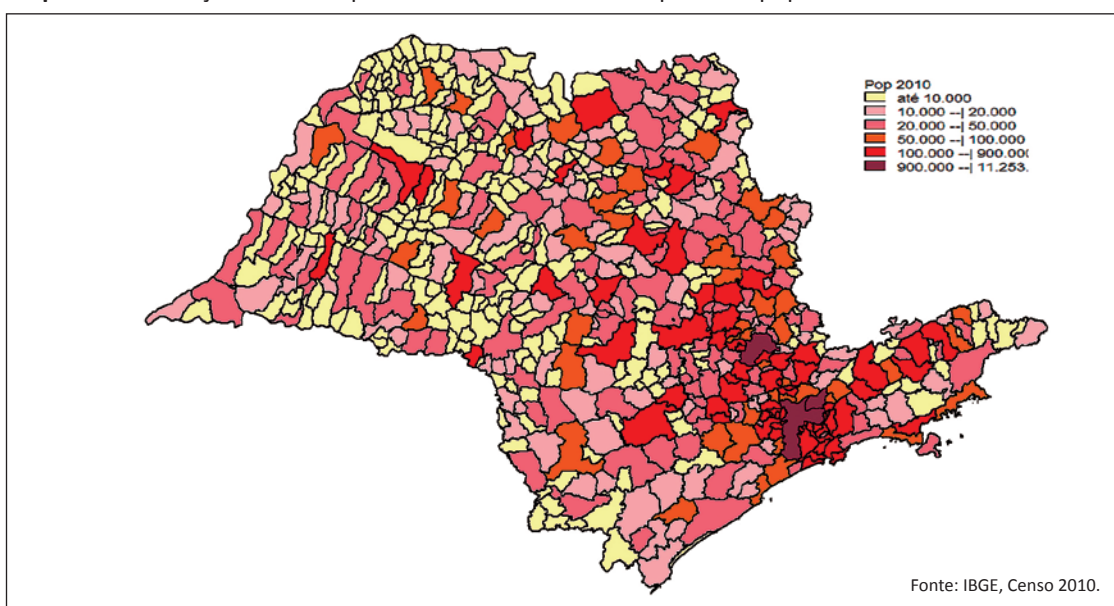 Pop 2010
até 10.000
10.000 --| 20.000
20.000 --| 50.000
50.000 --| 100.000
100.000 --| 900.00
900.000 --| 11.253.
Fonte: IBGE, Censo 2010.